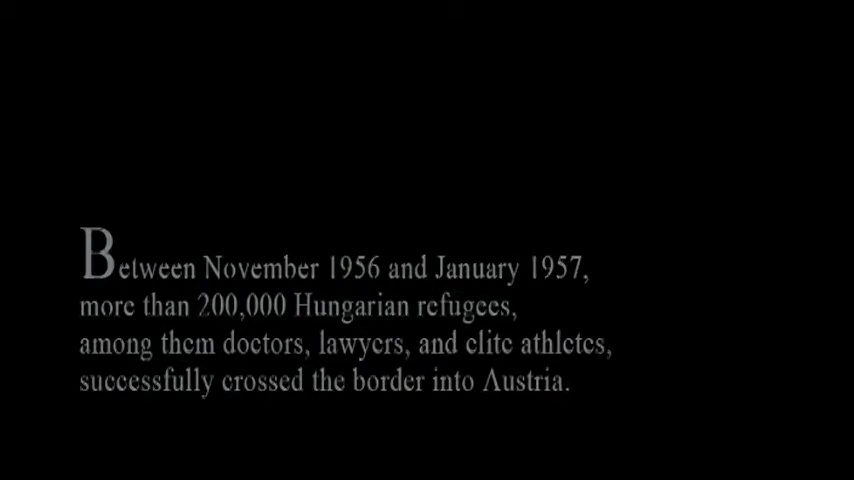 Between November 1956 and January 1957,
more than 200,000 Hungarian refugees,
among them doctors, lawyers, and elite athletes,
successfully crossed the border into Austria.